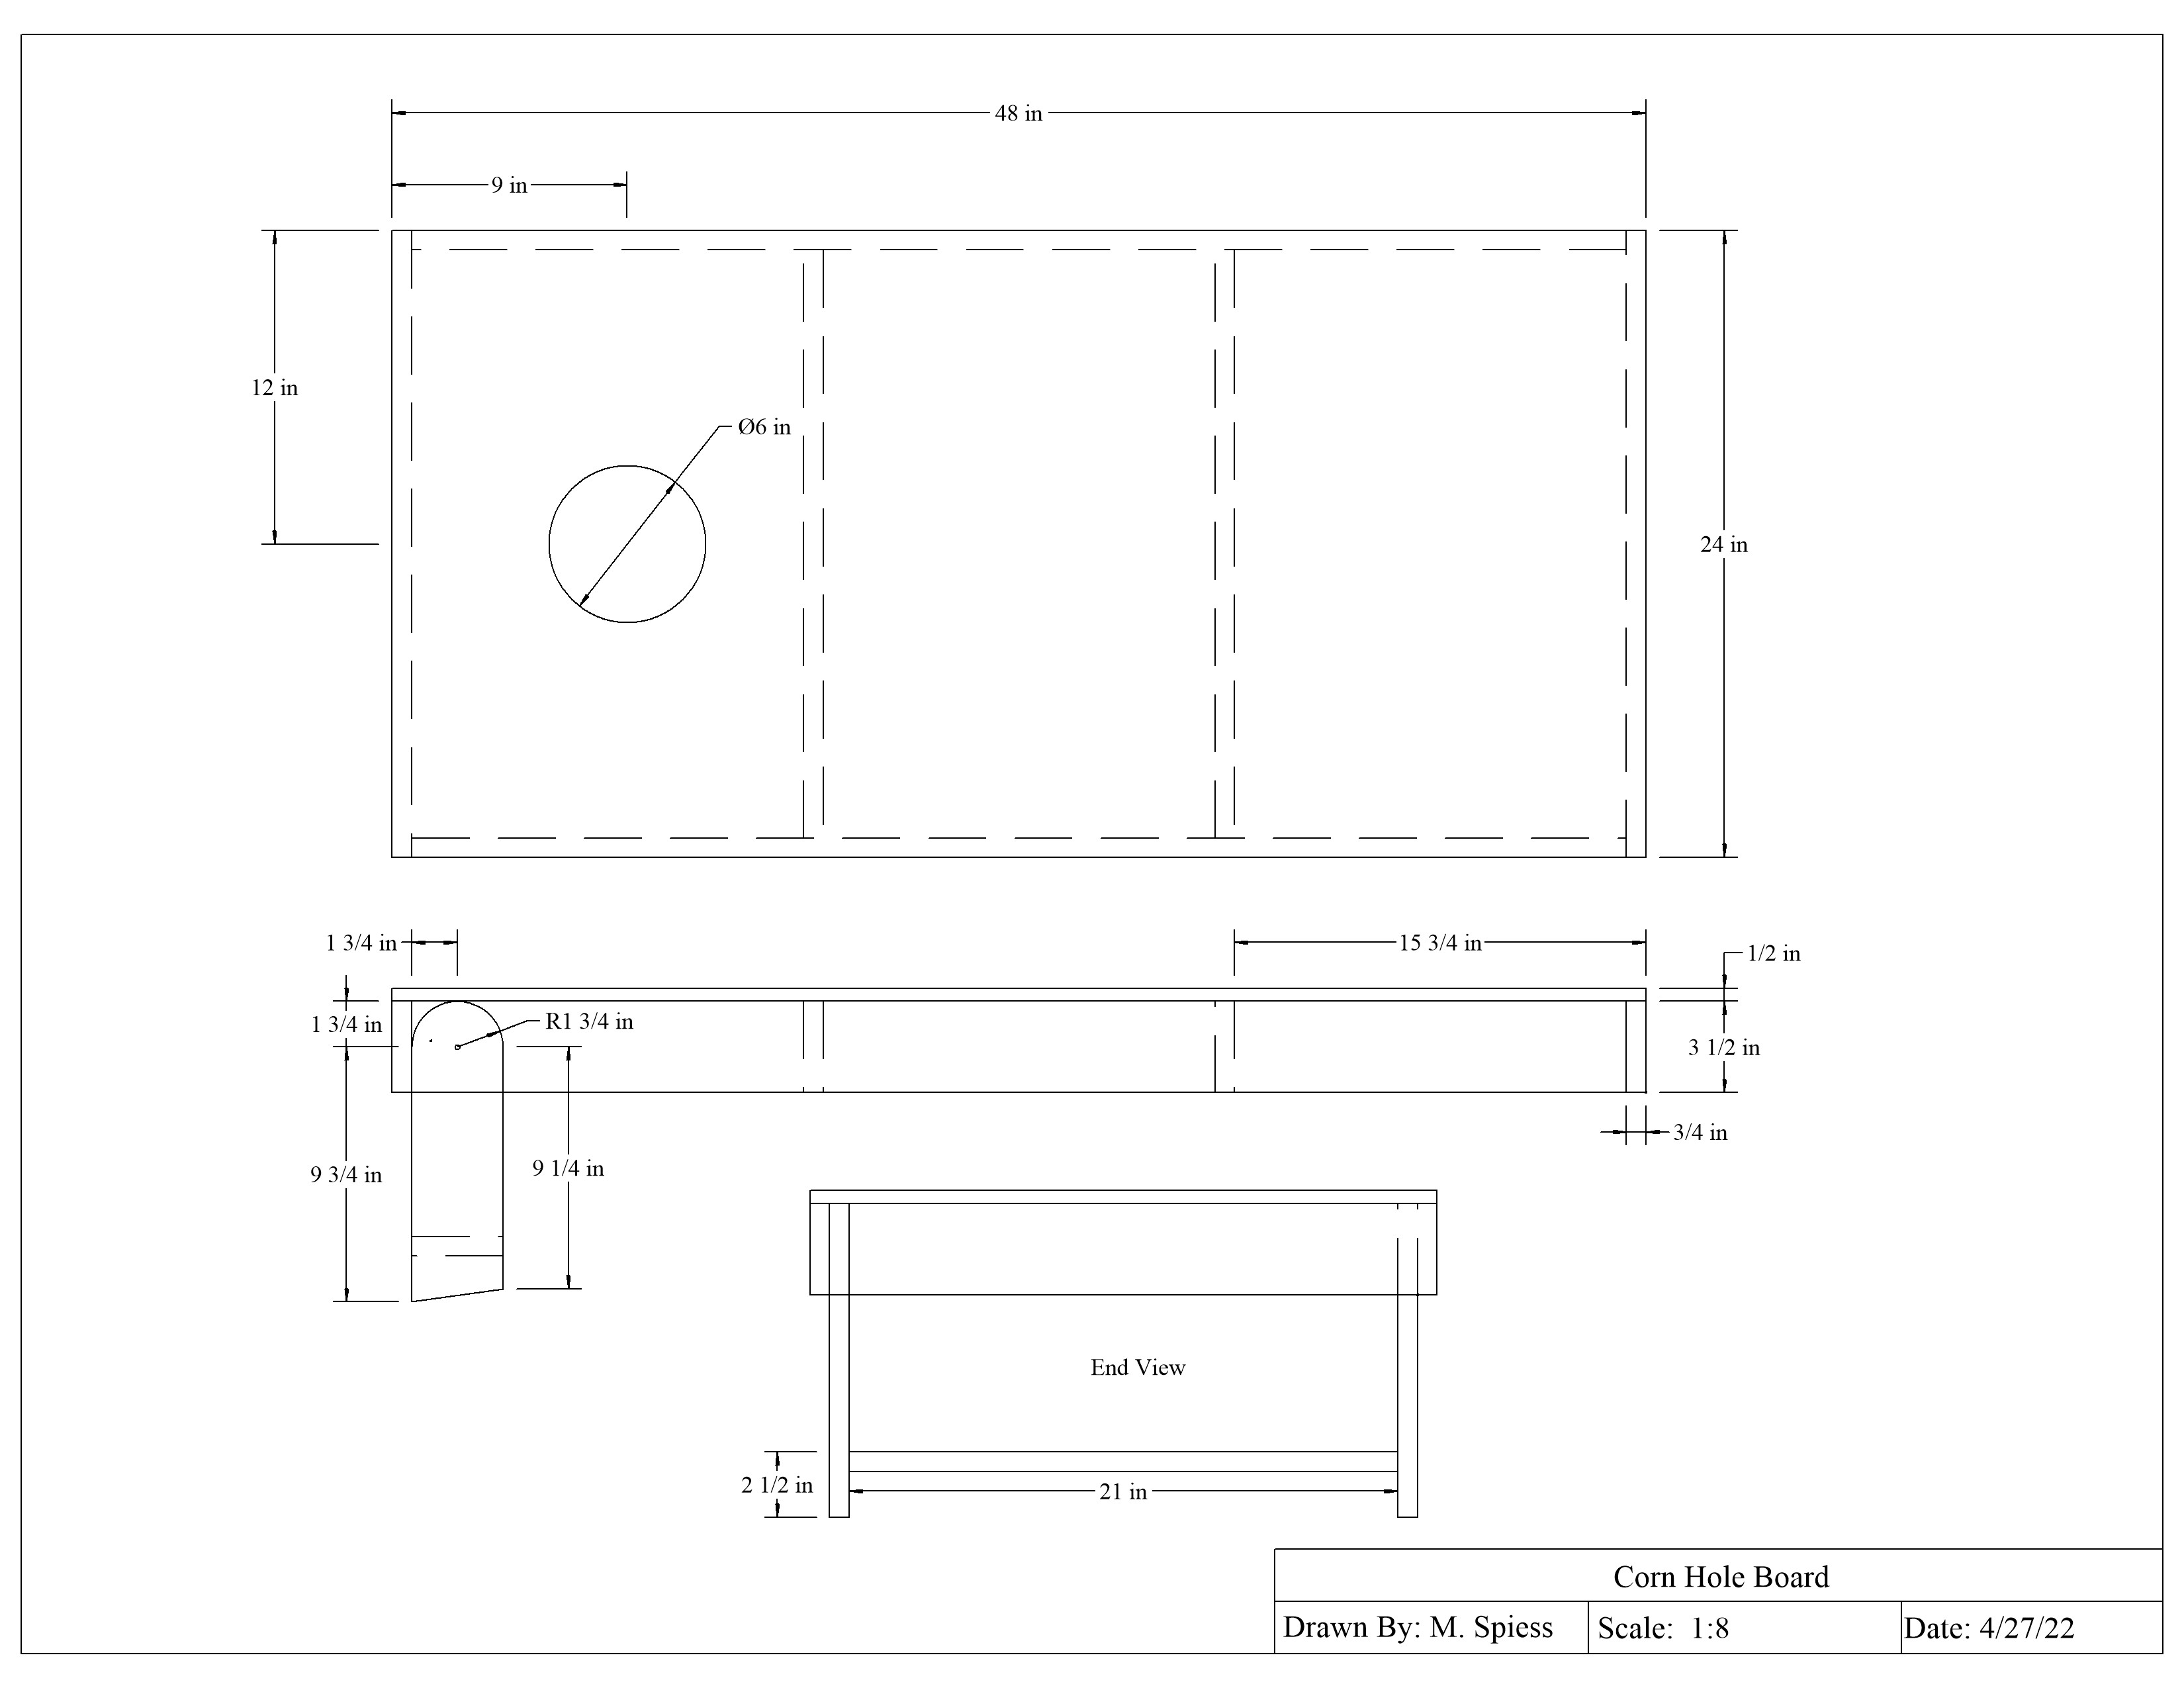 48 in
9 in
12 in
Ø6 in
24 in
1 3/4 in
15 3/4 in
1/2 in
1 3/4 in
R1 3/4 in
3 1/2 in
3/4 in
9 3/4 in
9 1/4 in
End View
2 1/2 in
21 in
Corn Hole Board
Drawn By: M. Spiess
Scale: 1:8
Date: 4/27/22